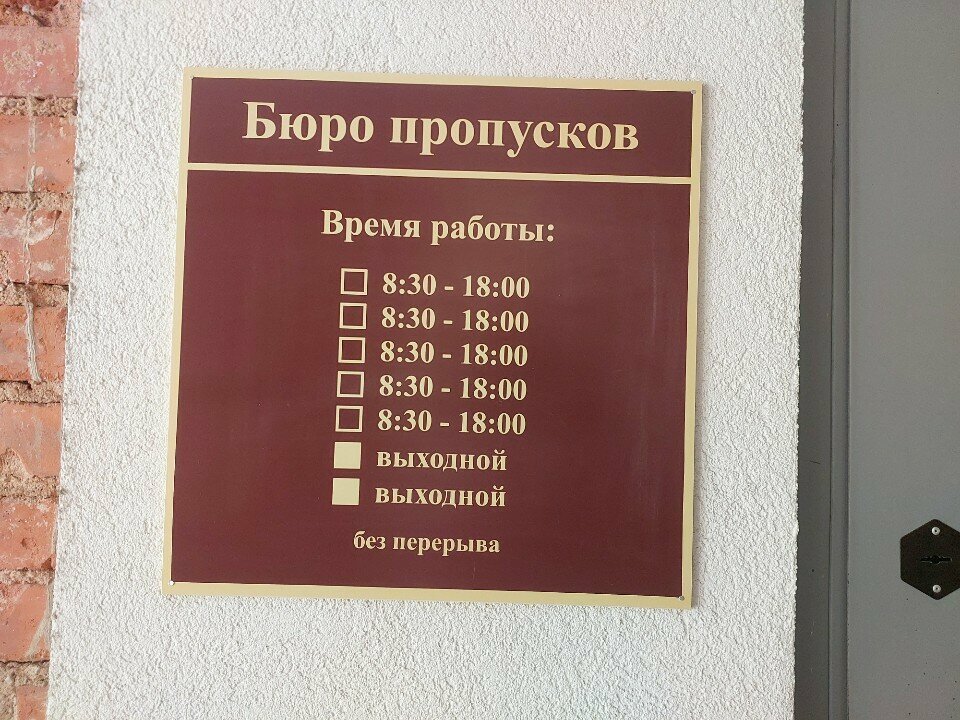 Бюро пропусков
Время работы:
8:30 - 18:00
8:30 - 18:00
8:30 - 18:00
8:30 - 18:00
8:30 - 18:00
выходной
выходной
без перерыва